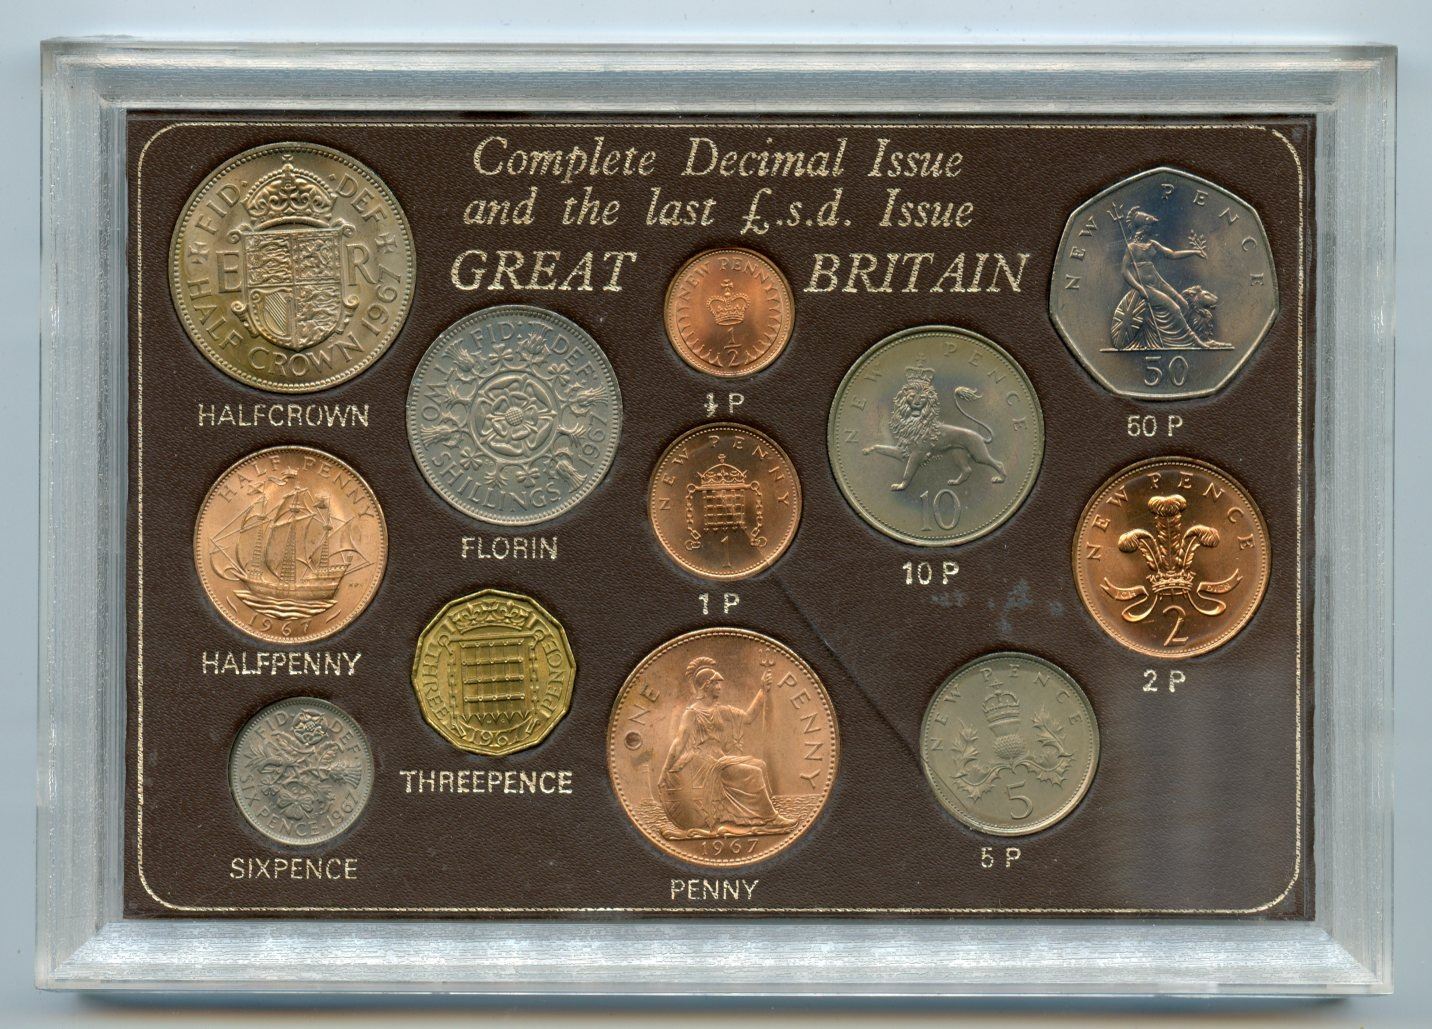 Complete Decimal Issue
and the last £.s.d. Issue
GREAT BRITAIN
FID· DEF·
E R
HALF CROWN 1967
HALFCROWN
TOMLY FID: DEF:
SHILLINGS 1967
FLORIN
NEW PENNY
1/2
½ P
NEW PENCE
10
10 P
NEW PENCE
50
50 P
HALF PENNY
1967
HALFPENNY
THREE PENCE
1967
THREEPENCE
NEW PENNY
1
1 P
NEW PENCE
2
2 P
FID DEF
SIX PENCE 1967
SIXPENCE
ONE PENNY
1967
PENNY
NEW PENCE
5
5 P